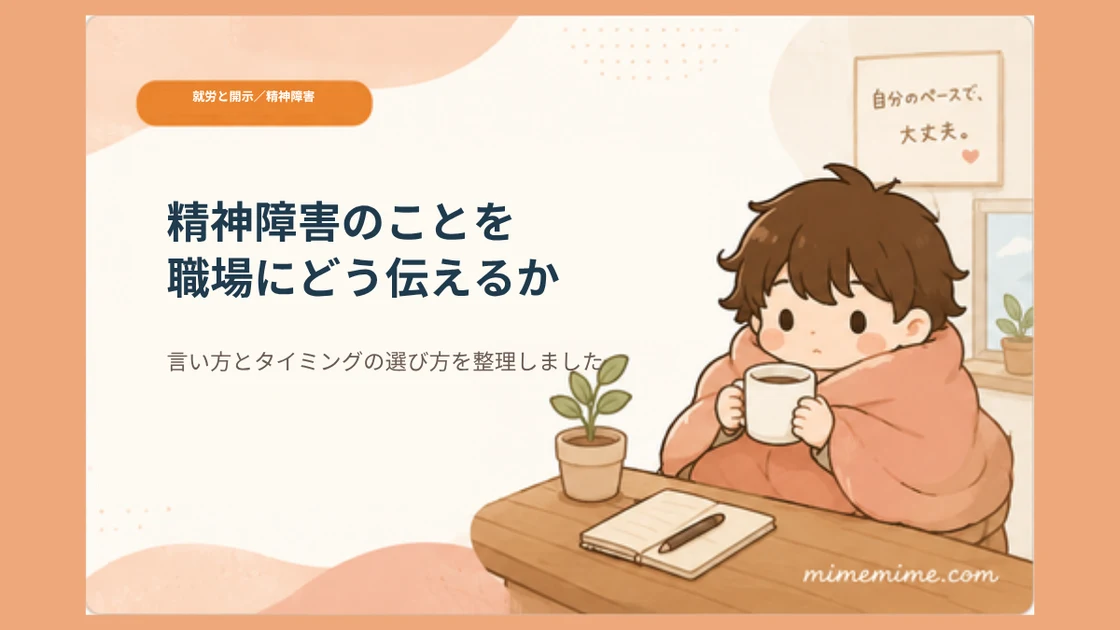 就労と開示／精神障害
精神障害のことを
職場にどう伝えるか
言い方とタイミングの選び方を整理しました
自分のペースで、
大丈夫。
mimemime.com